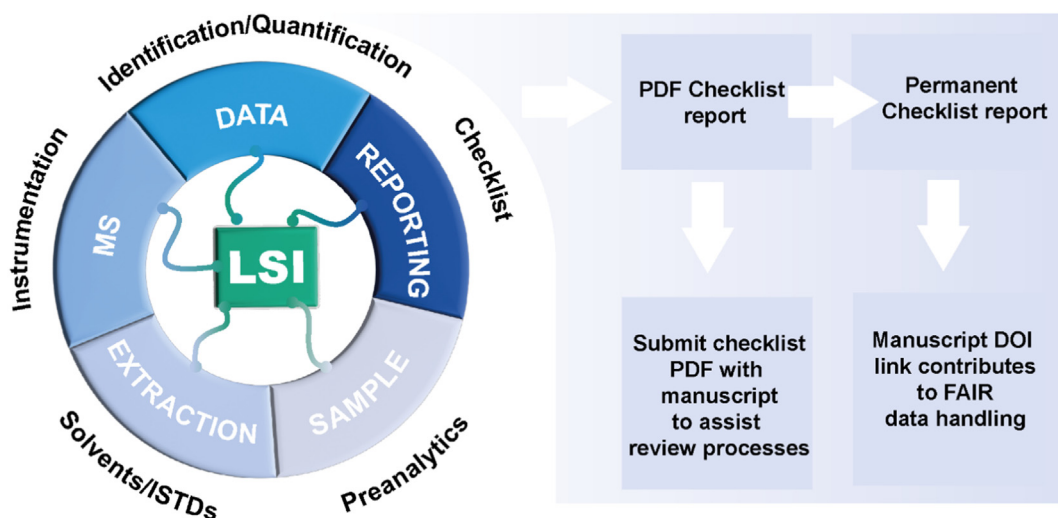 Identification/Quantification
DATA
Checklist
REPORTING
Instrumentation
MS
LSI
EXTRACTION
SAMPLE
Solvents/ISTDs
Preanalytics
PDF Checklist
report
Permanent
Checklist report
Submit checklist
PDF with
manuscript
to assist
review processes
Manuscript DOI
link contributes
to FAIR
data handling